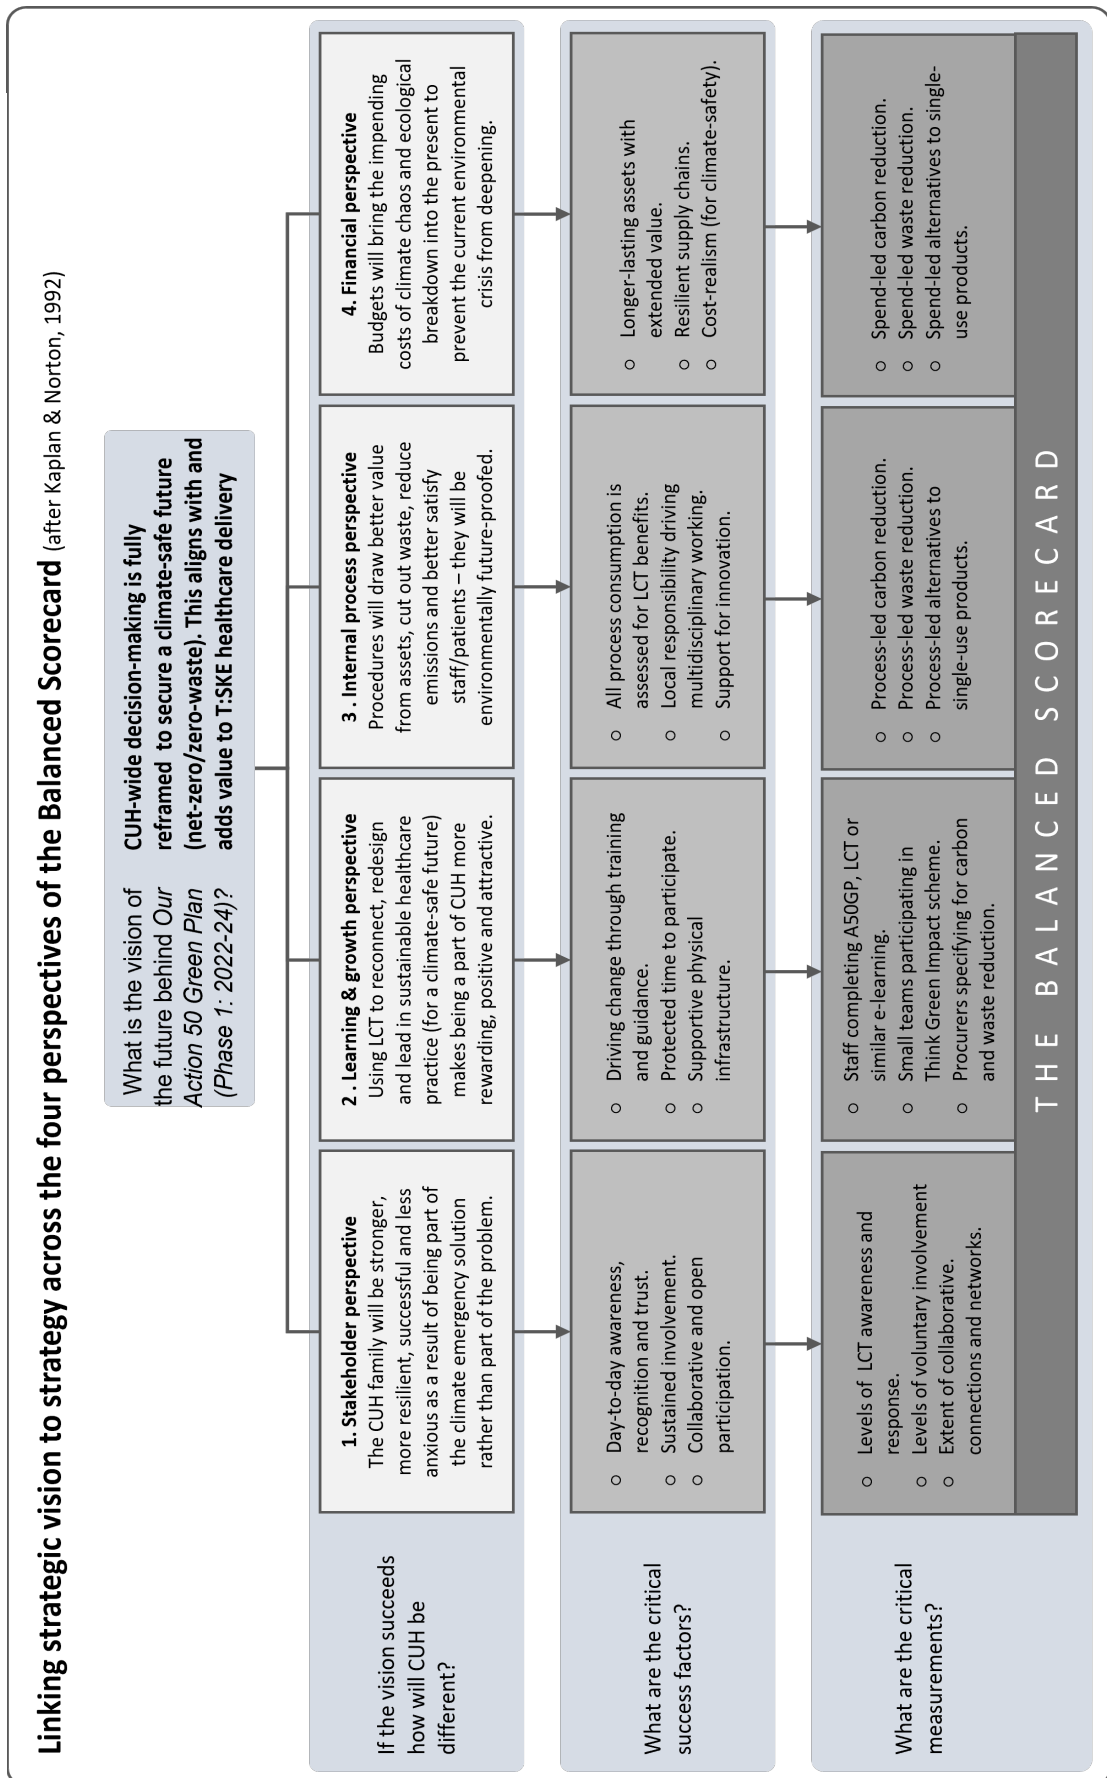 Linking strategic vision to strategy across the four perspectives of the Balanced Scorecard (after Kaplan & Norton, 1992)
What is the vision of
the future behind Our
Action 50 Green Plan
(Phase 1: 2022-24)?
CUH-wide decision-making is fully
reframed to secure a climate-safe future
(net-zero/zero-waste). This aligns with and
adds value to T:SKE healthcare delivery
If the vision succeeds
how will CUH be
different?
1. Stakeholder perspective
The CUH family will be stronger,
more resilient, successful and less
anxious as a result of being part of
the climate emergency solution
rather than part of the problem.
2 . Learning & growth perspective
Using LCT to reconnect, redesign
and lead in sustainable healthcare
practice (for a climate-safe future)
makes being a part of CUH more
rewarding, positive and attractive.
3 . Internal process perspective
Procedures will draw better value
from assets, cut out waste, reduce
emissions and better satisfy
staff/patients – they will be
environmentally future-proofed.
4. Financial perspective
Budgets will bring the impending
costs of climate chaos and ecological
breakdown into the present to
prevent the current environmental
crisis from deepening.
What are the critical
success factors?
○ Day-to-day awareness,
recognition and trust.
○ Sustained involvement.
○ Collaborative and open
participation.
○ Driving change through training
and guidance.
○ Protected time to participate.
○ Supportive physical
infrastructure.
○ All process consumption is
assessed for LCT benefits.
○ Local responsibility driving
multidisciplinary working.
○ Support for innovation.
○ Longer-lasting assets with
extended value.
○ Resilient supply chains.
○ Cost-realism (for climate-safety).
What are the critical
measurements?
○ Levels of LCT awareness and
response.
○ Levels of voluntary involvement
○ Extent of collaborative.
connections and networks.
○ Staff completing A50GP, LCT or
similar e-learning.
○ Small teams participating in
Think Green Impact scheme.
○ Procurers specifying for carbon
and waste reduction.
○ Process-led carbon reduction.
○ Process-led waste reduction.
○ Process-led alternatives to
single-use products.
○ Spend-led carbon reduction.
○ Spend-led waste reduction.
○ Spend-led alternatives to single-
use products.
THE BALANCED SCORECARD